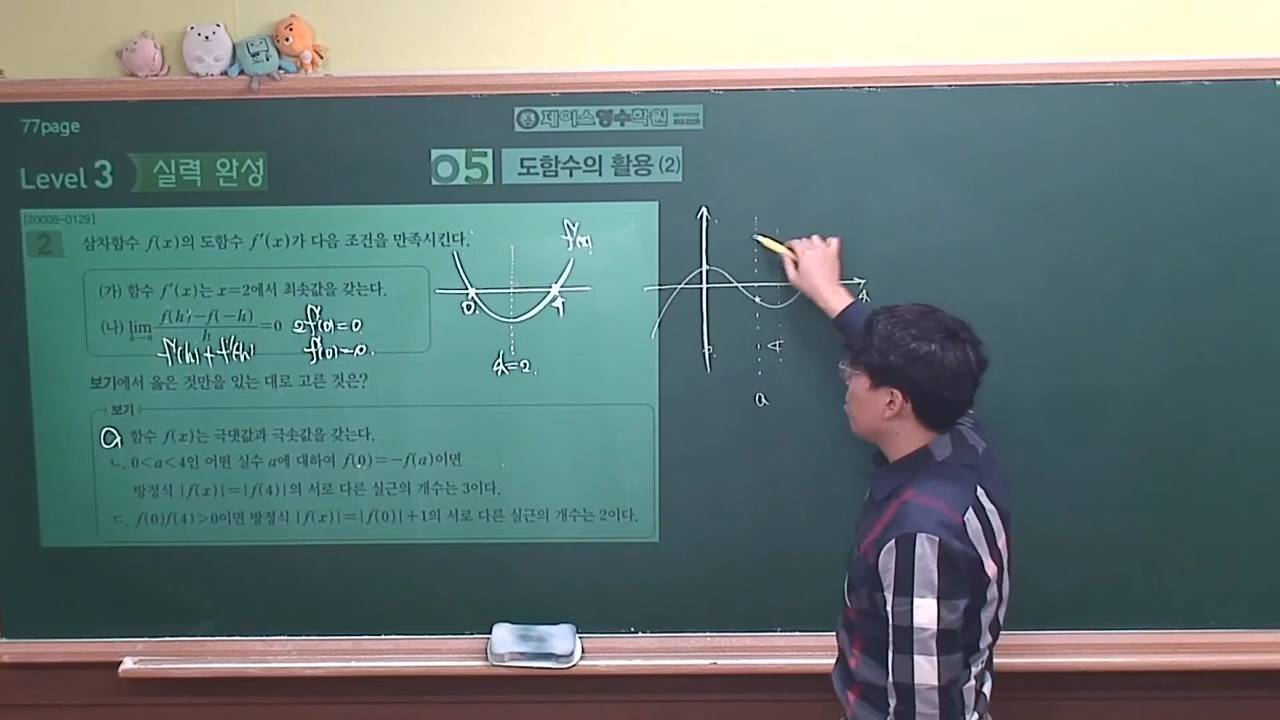 77page
제이스영수학원
Level 3 실력 완성
05 도함수의 활용 (2)
[20008-0129]
2 삼차함수 f(x)의 도함수 f'(x)가 다음 조건을 만족시킨다.
(가) 함수 f'(x)는 x=2에서 최솟값을 갖는다.
(나) lim h→0 f(h)-f(-h) / h =0
2f'(0)=0
f'(h)+f'(-h)
f'(0)=0.
f'(x)
0 4
x=2.
보기에서 옳은 것만을 있는 대로 고른 것은?
보기
함수 f(x)는 극댓값과 극솟값을 갖는다.
ㄴ. 0<a<4인 어떤 실수 a에 대하여 f(0)=-f(a)이면
방정식 |f(x)|=|f(4)|의 서로 다른 실근의 개수는 3이다.
ㄷ. f(0)f(4)>0이면 방정식 |f(x)|=|f(0)|+1의 서로 다른 실근의 개수는 2이다.
x
4
a